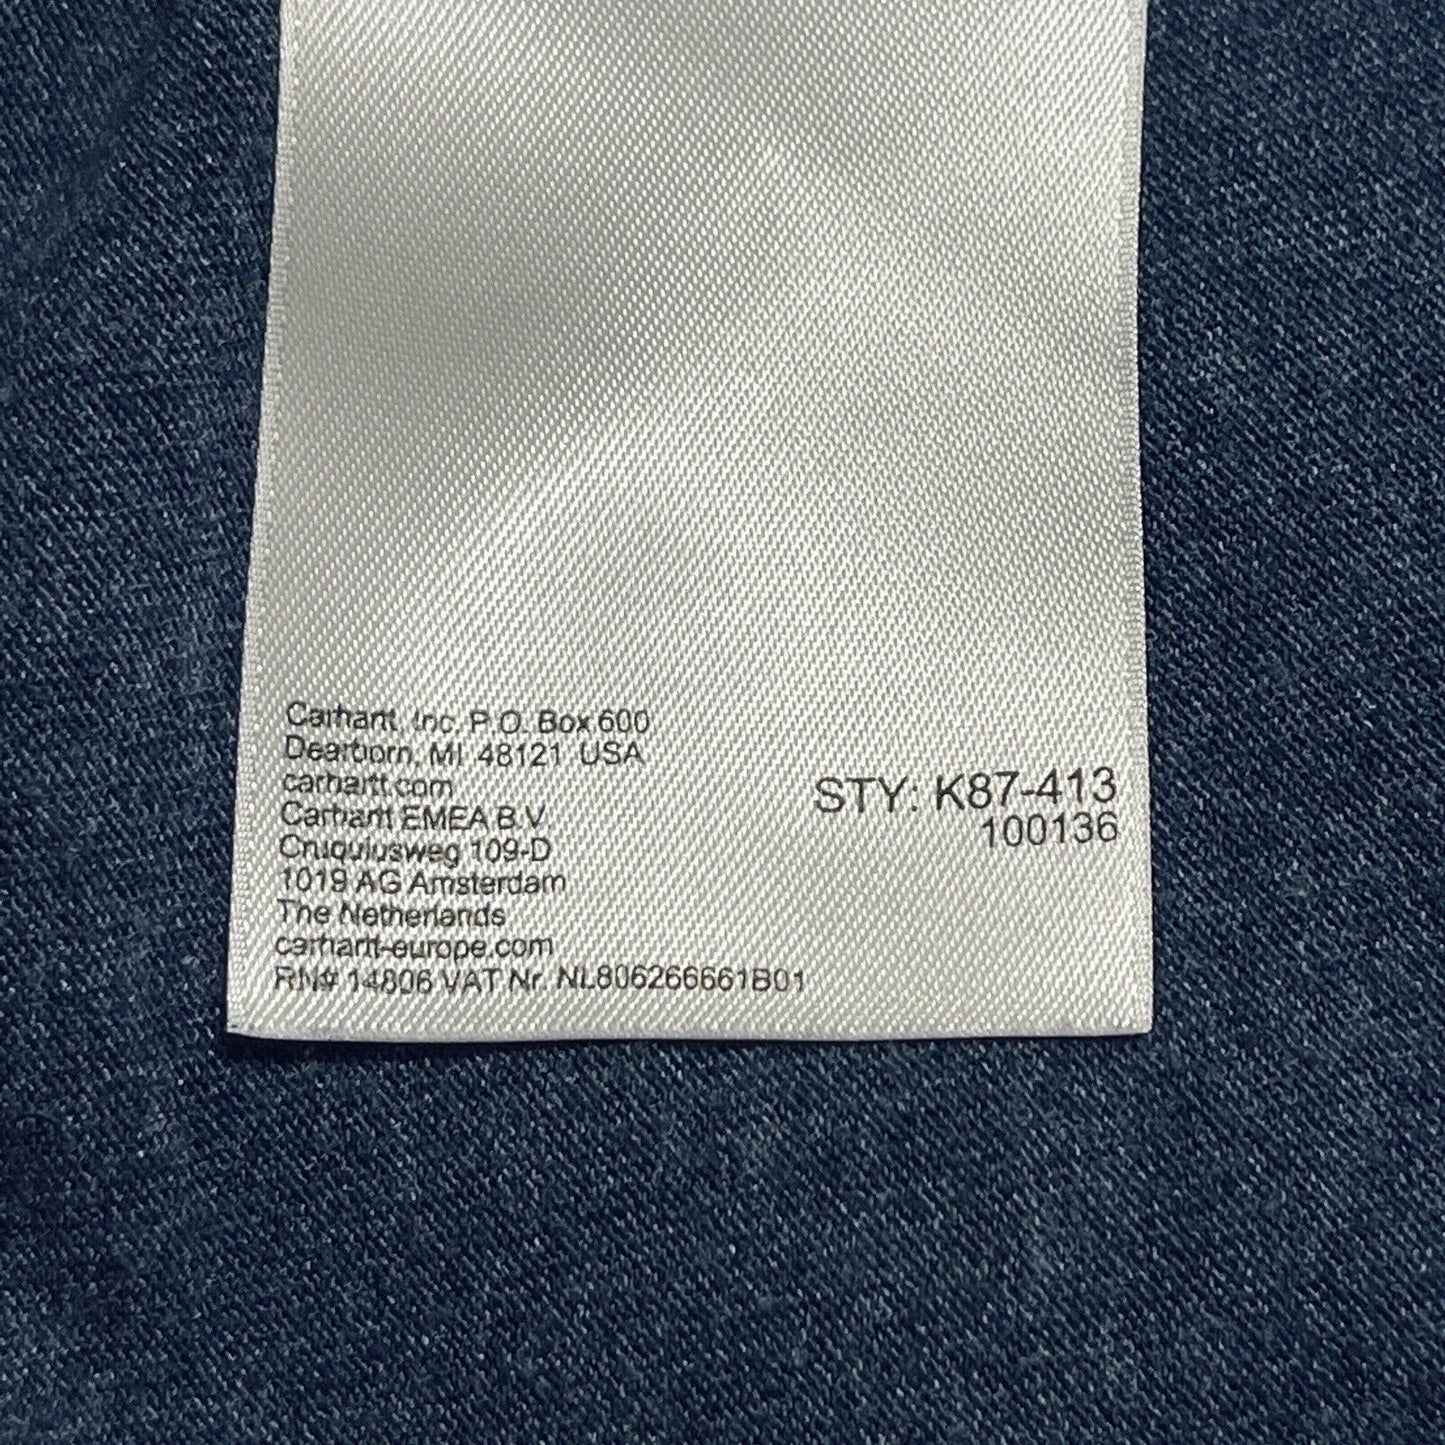 Carhartt, Inc. P.O. Box 600
Dearborn, MI 48121 USA
carhartt.com
Carhartt EMEA B.V.
Cruquiusweg 109-D
1019 AG Amsterdam
The Netherlands
carhartt-europe.com
RN# 14806 VAT Nr. NL806266661B01
STY: K87-413
100136